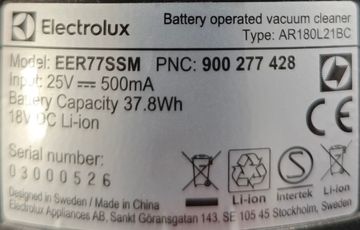 Electrolux
Battery operated vacuum cleaner
Type: AR180L21BC
Model: EER77SSM PNC: 900 277 428
Input: 25V ⎓ 500mA
Battery Capacity 37.8Wh
18V DC Li-ion
Serial number:
03000526
Li-ion Intertek Li-ion
Designed in Sweden / Made in China
Electrolux Appliances AB, Sankt Göransgatan 143, SE 105 45 Stockholm, Sweden